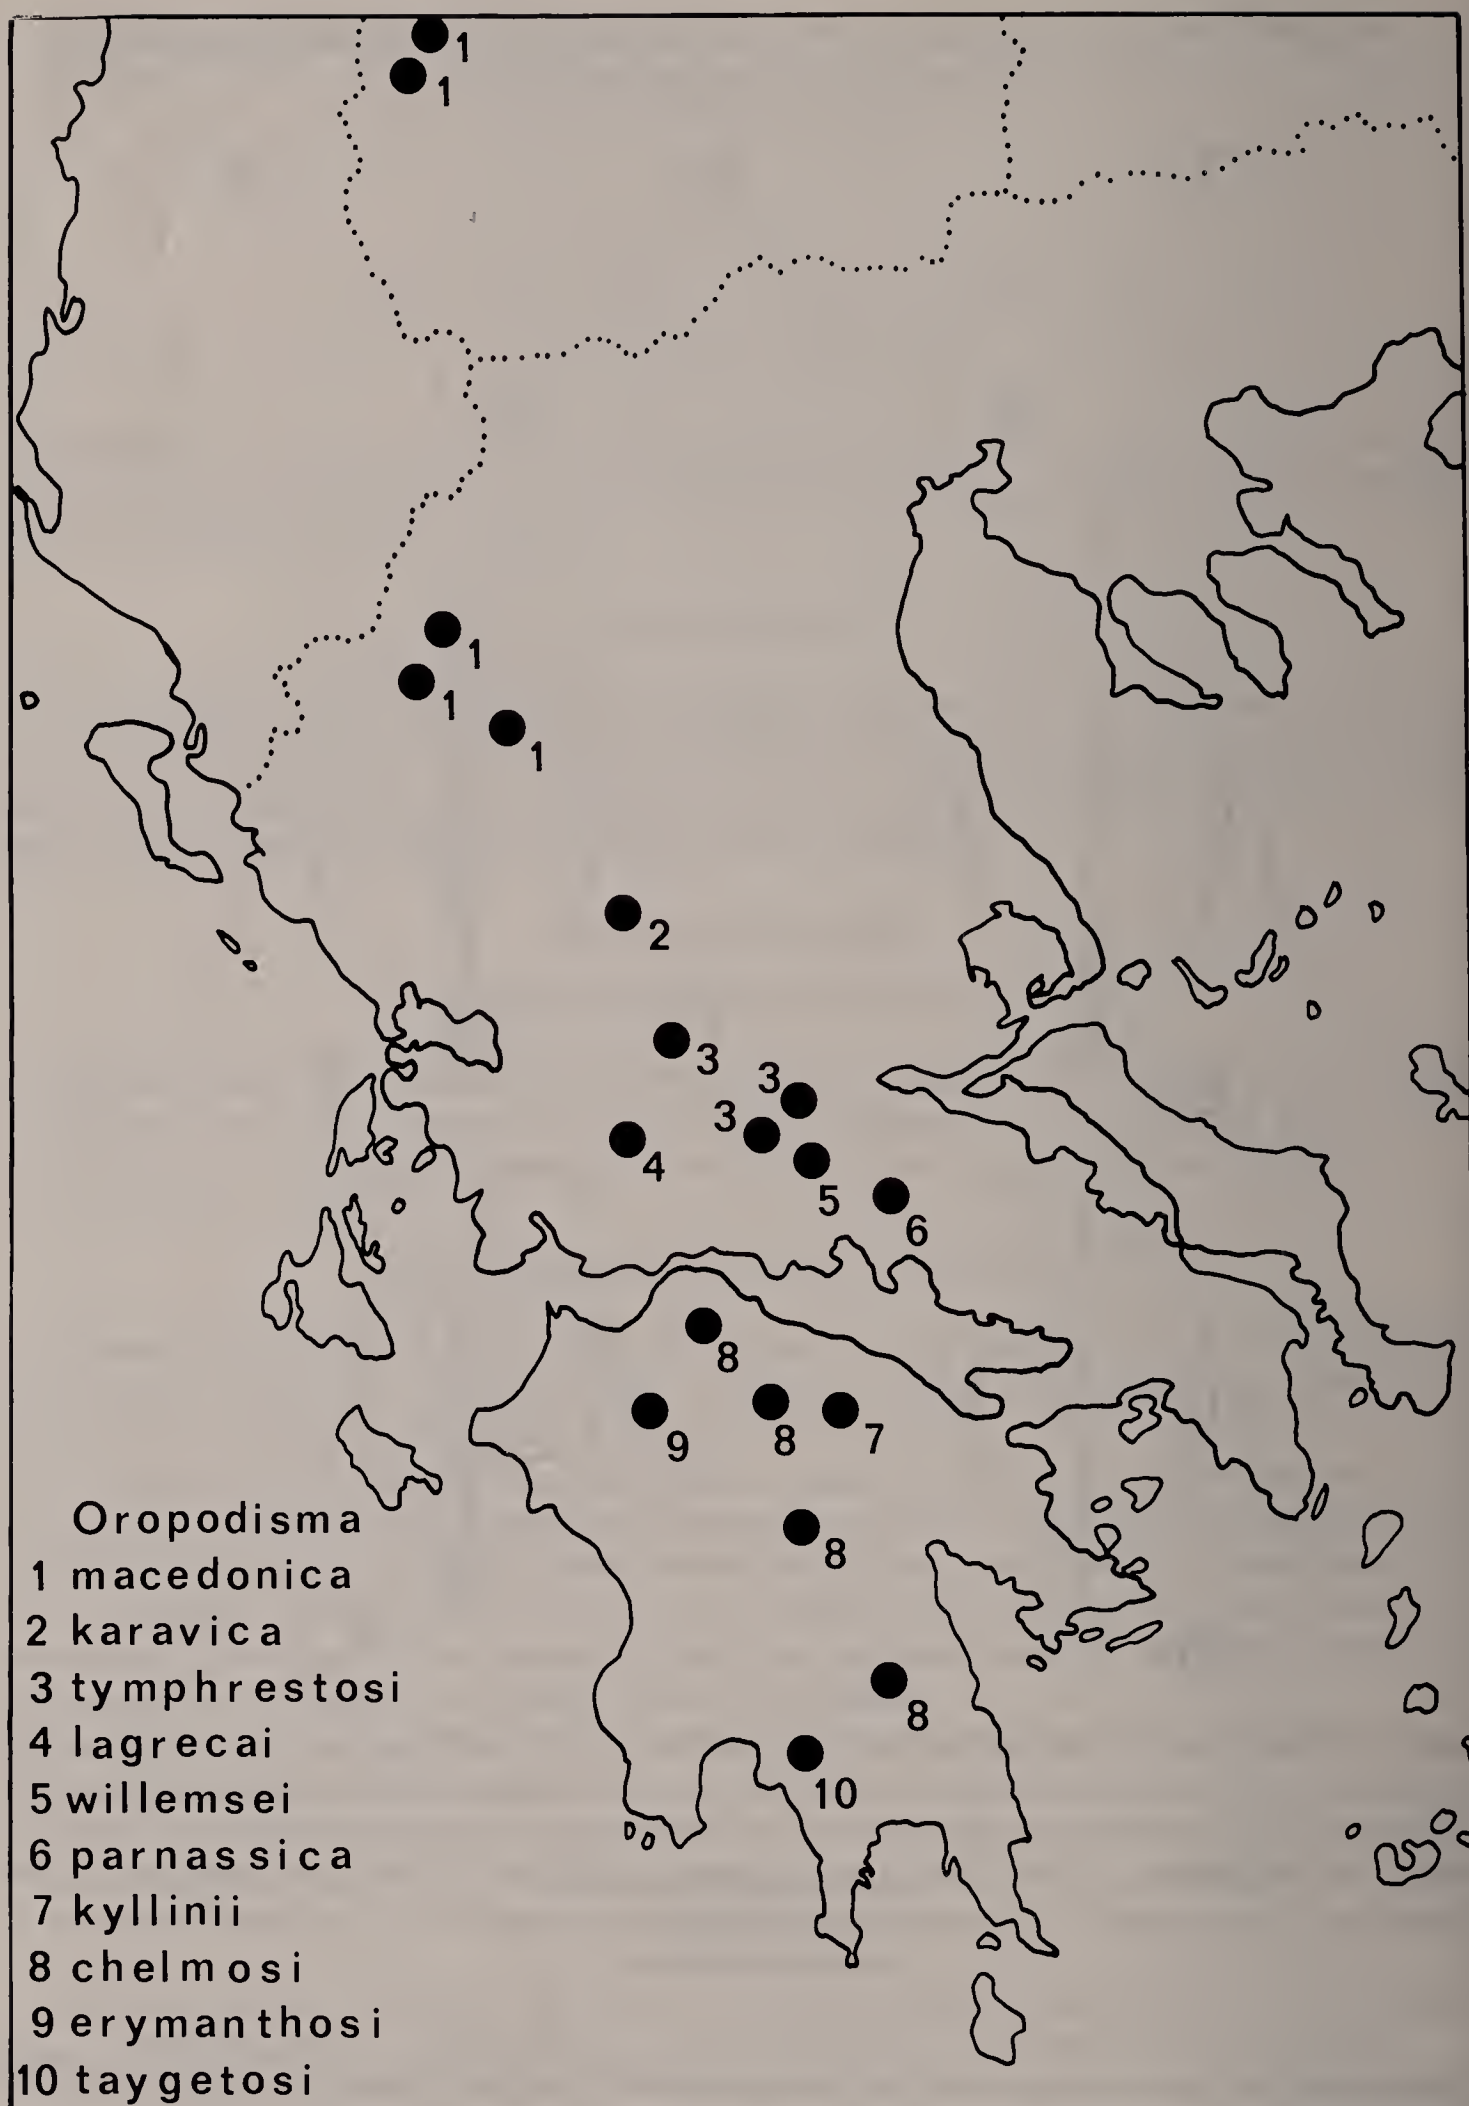 1
1
1
1
1
2
3
3
3
4
5
6
8
9
8
7
8
8
10
Oropodisma
1 macedonica
2 karavica
3 tymphrestosi
4 lagrecai
5 willemsei
6 parnassica
7 kyllinii
8 chelmosi
9 erymanthosi
10 taygetosi